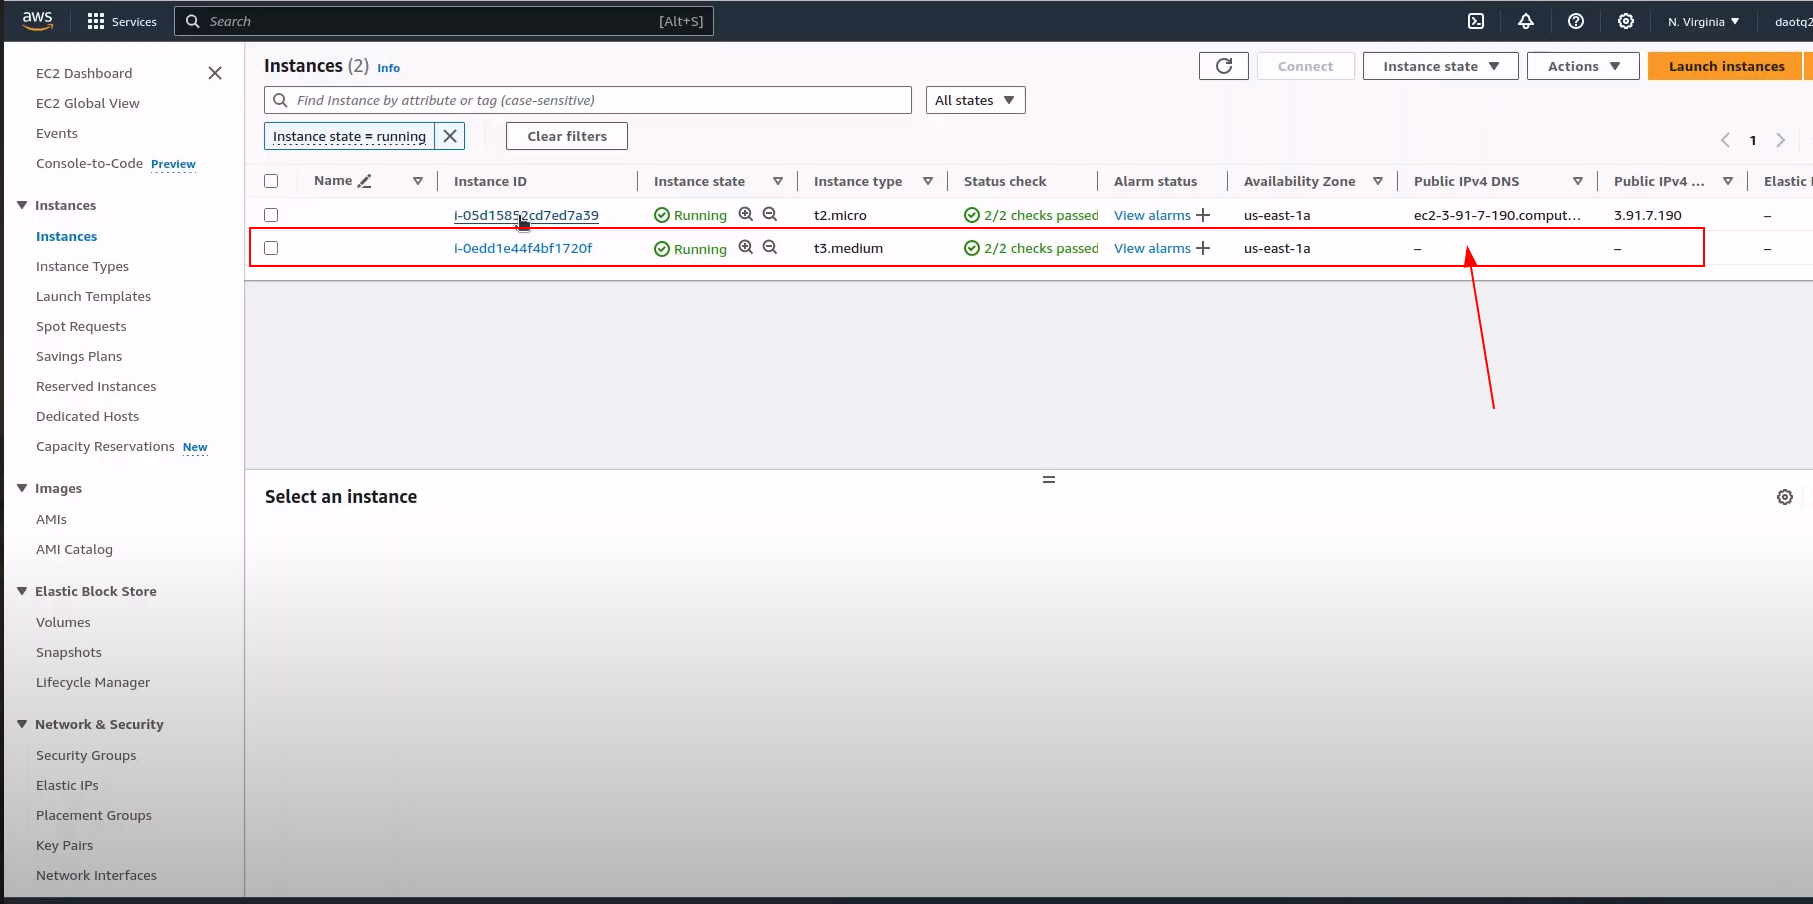 aws Services Search [Alt+S] N. Virginia daotq2
EC2 Dashboard
EC2 Global View
Events
Console-to-Code Preview
Instances
Instances
Instance Types
Launch Templates
Spot Requests
Savings Plans
Reserved Instances
Dedicated Hosts
Capacity Reservations New
Images
AMIs
AMI Catalog
Elastic Block Store
Volumes
Snapshots
Lifecycle Manager
Network & Security
Security Groups
Elastic IPs
Placement Groups
Key Pairs
Network Interfaces
Instances (2) Info Connect Instance state Actions Launch instances
Find Instance by attribute or tag (case-sensitive) All states
Instance state = running Clear filters 1
Name Instance ID Instance state Instance type Status check Alarm status Availability Zone Public IPv4 DNS Public IPv4 ... Elastic
i-05d15852cd7ed7a39 Running t2.micro 2/2 checks passed View alarms + us-east-1a ec2-3-91-7-190.comput... 3.91.7.190 –
i-0edd1e44f4bf1720f Running t3.medium 2/2 checks passed View alarms + us-east-1a – – –
Select an instance